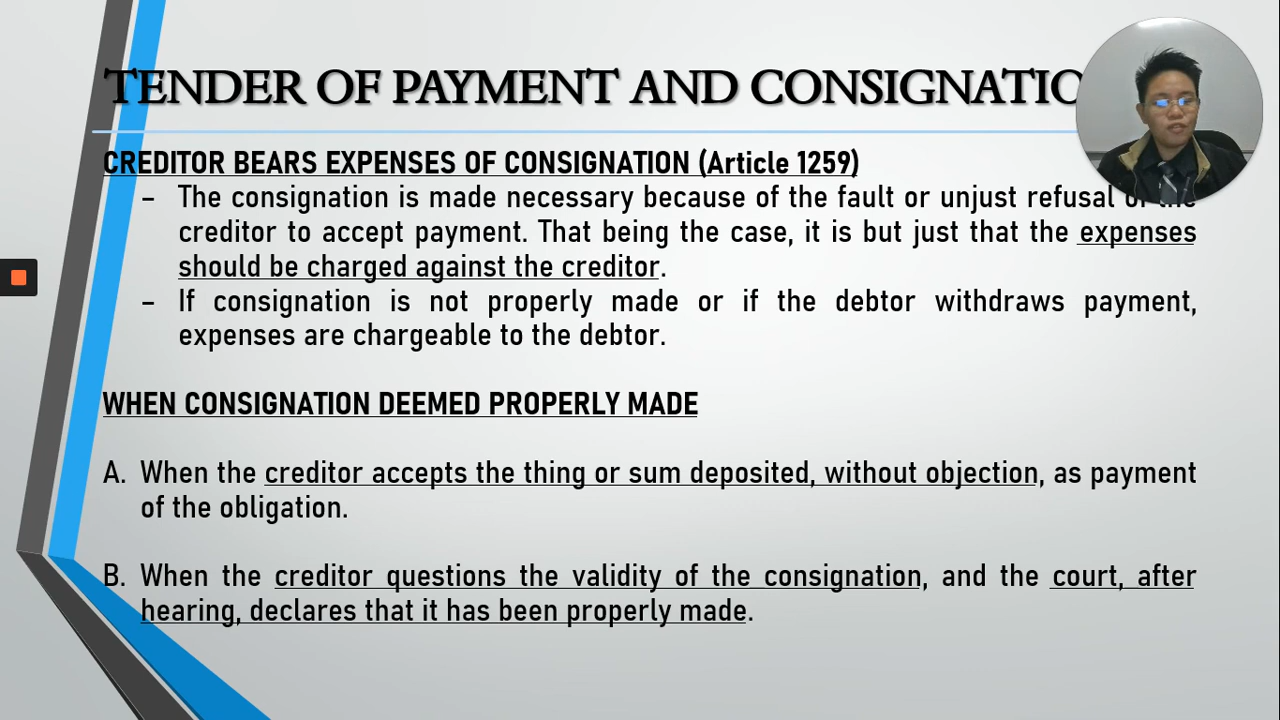 TENDER OF PAYMENT AND CONSIGNATIO
CREDITOR BEARS EXPENSES OF CONSIGNATION (Article 1259)
– The consignation is made necessary because of the fault or unjust refusal of the
creditor to accept payment. That being the case, it is but just that the expenses
should be charged against the creditor.
– If consignation is not properly made or if the debtor withdraws payment,
expenses are chargeable to the debtor.
WHEN CONSIGNATION DEEMED PROPERLY MADE
A. When the creditor accepts the thing or sum deposited, without objection, as payment
of the obligation.
B. When the creditor questions the validity of the consignation, and the court, after
hearing, declares that it has been properly made.